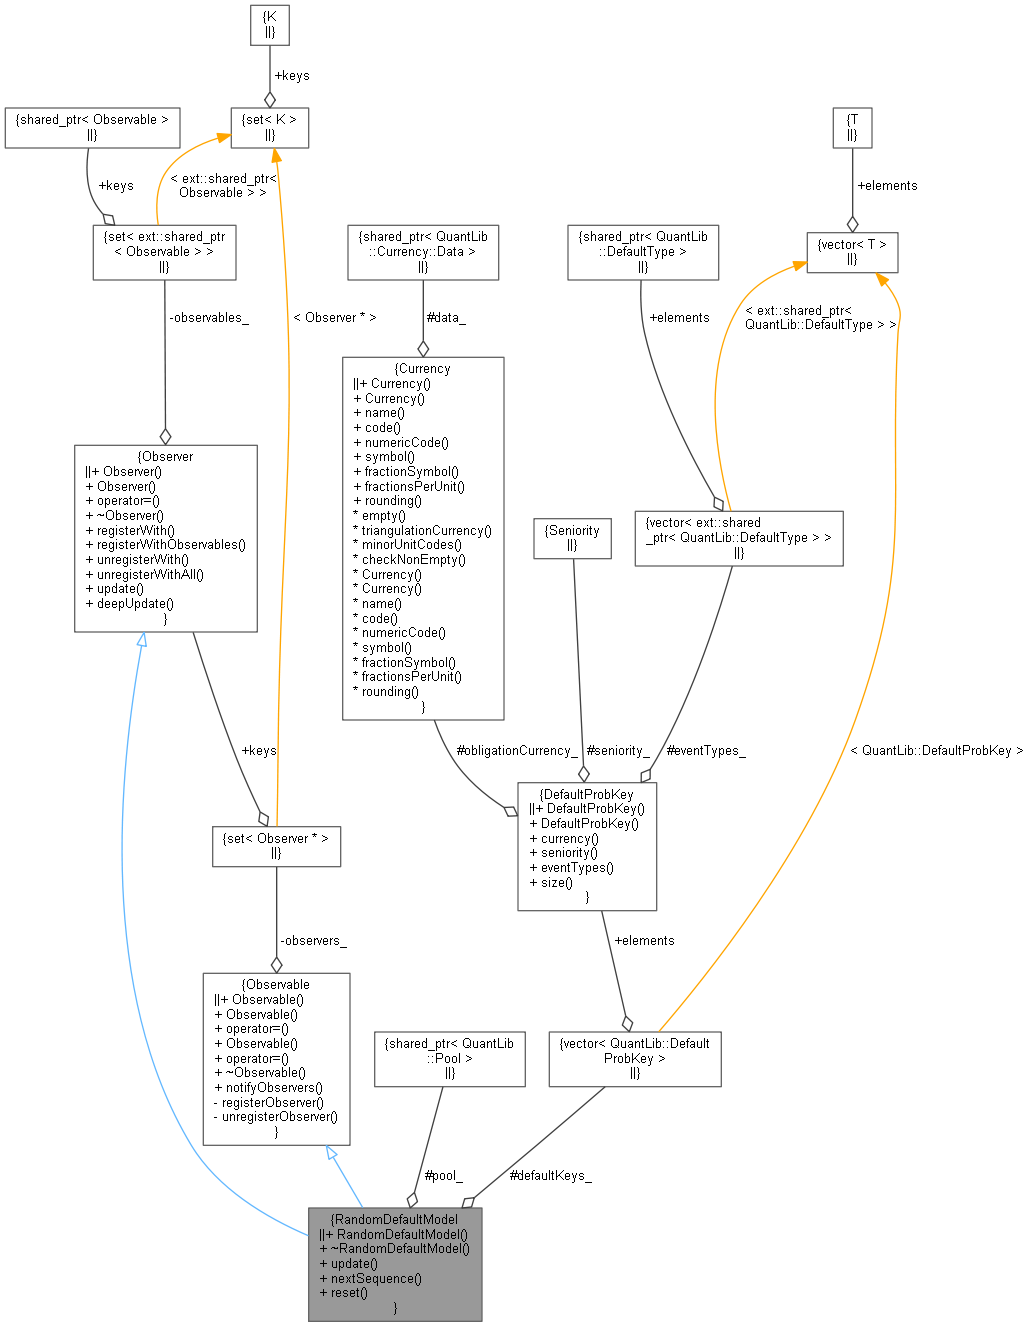 {K
||}
+keys
{shared_ptr< Observable >
||}
{set< K >
||}
{T
||}
< ext::shared_ptr<
Observable > >
+keys
+elements
{set< ext::shared_ptr
< Observable > >
||}
{shared_ptr< QuantLib
::Currency::Data >
||}
{shared_ptr< QuantLib
::DefaultType >
||}
{vector< T >
||}
-observables_
< Observer * >
#data_
+elements
< ext::shared_ptr<
QuantLib::DefaultType > >
{Observer
||+ Observer()
+ Observer()
+ operator=()
+ ~Observer()
+ registerWith()
+ registerWithObservables()
+ unregisterWith()
+ unregisterWithAll()
+ update()
+ deepUpdate()
}
{Currency
||+ Currency()
+ Currency()
+ name()
+ code()
+ numericCode()
+ symbol()
+ fractionSymbol()
+ fractionsPerUnit()
+ rounding()
* empty()
* triangulationCurrency()
* minorUnitCodes()
* checkNonEmpty()
* Currency()
* Currency()
* name()
* code()
* numericCode()
* symbol()
* fractionSymbol()
* fractionsPerUnit()
* rounding()
}
{Seniority
||}
{vector< ext::shared
_ptr< QuantLib::DefaultType > >
||}
+keys
#obligationCurrency_
#seniority_
#eventTypes_
< QuantLib::DefaultProbKey >
{set< Observer * >
||}
{DefaultProbKey
||+ DefaultProbKey()
+ DefaultProbKey()
+ currency()
+ seniority()
+ eventTypes()
+ size()
}
-observers_
+elements
{Observable
||+ Observable()
+ Observable()
+ operator=()
+ Observable()
+ operator=()
+ ~Observable()
+ notifyObservers()
- registerObserver()
- unregisterObserver()
}
{shared_ptr< QuantLib
::Pool >
||}
{vector< QuantLib::Default
ProbKey >
||}
#pool_
#defaultKeys_
{RandomDefaultModel
||+ RandomDefaultModel()
+ ~RandomDefaultModel()
+ update()
+ nextSequence()
+ reset()
}